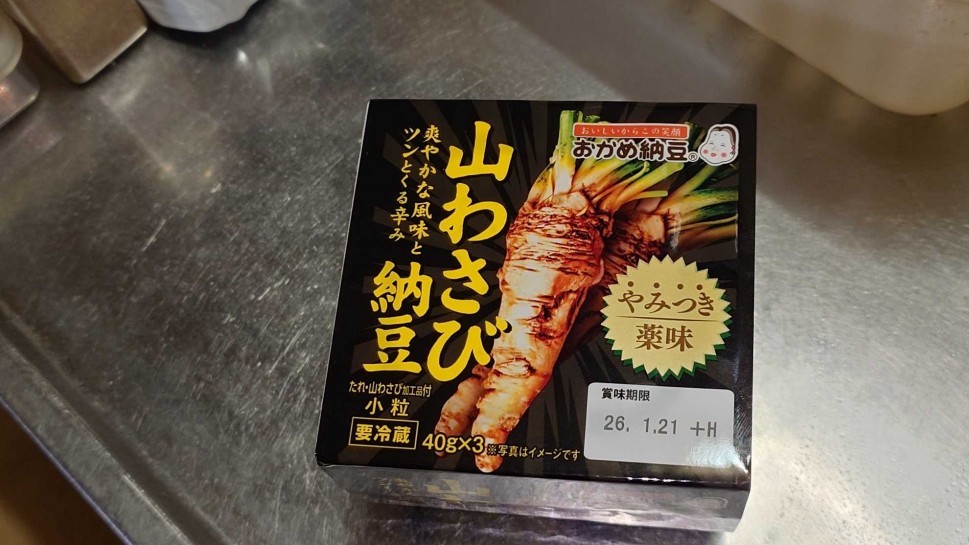 おいしいからこの笑顔
おかめ納豆®
山わさび
納豆
爽やかな風味と
ツンとくる辛み
やみつき
薬味
たれ・山わさび加工品付
小粒
要冷蔵
40g×3
※写真はイメージです
賞味期限
26. 1.21 +H